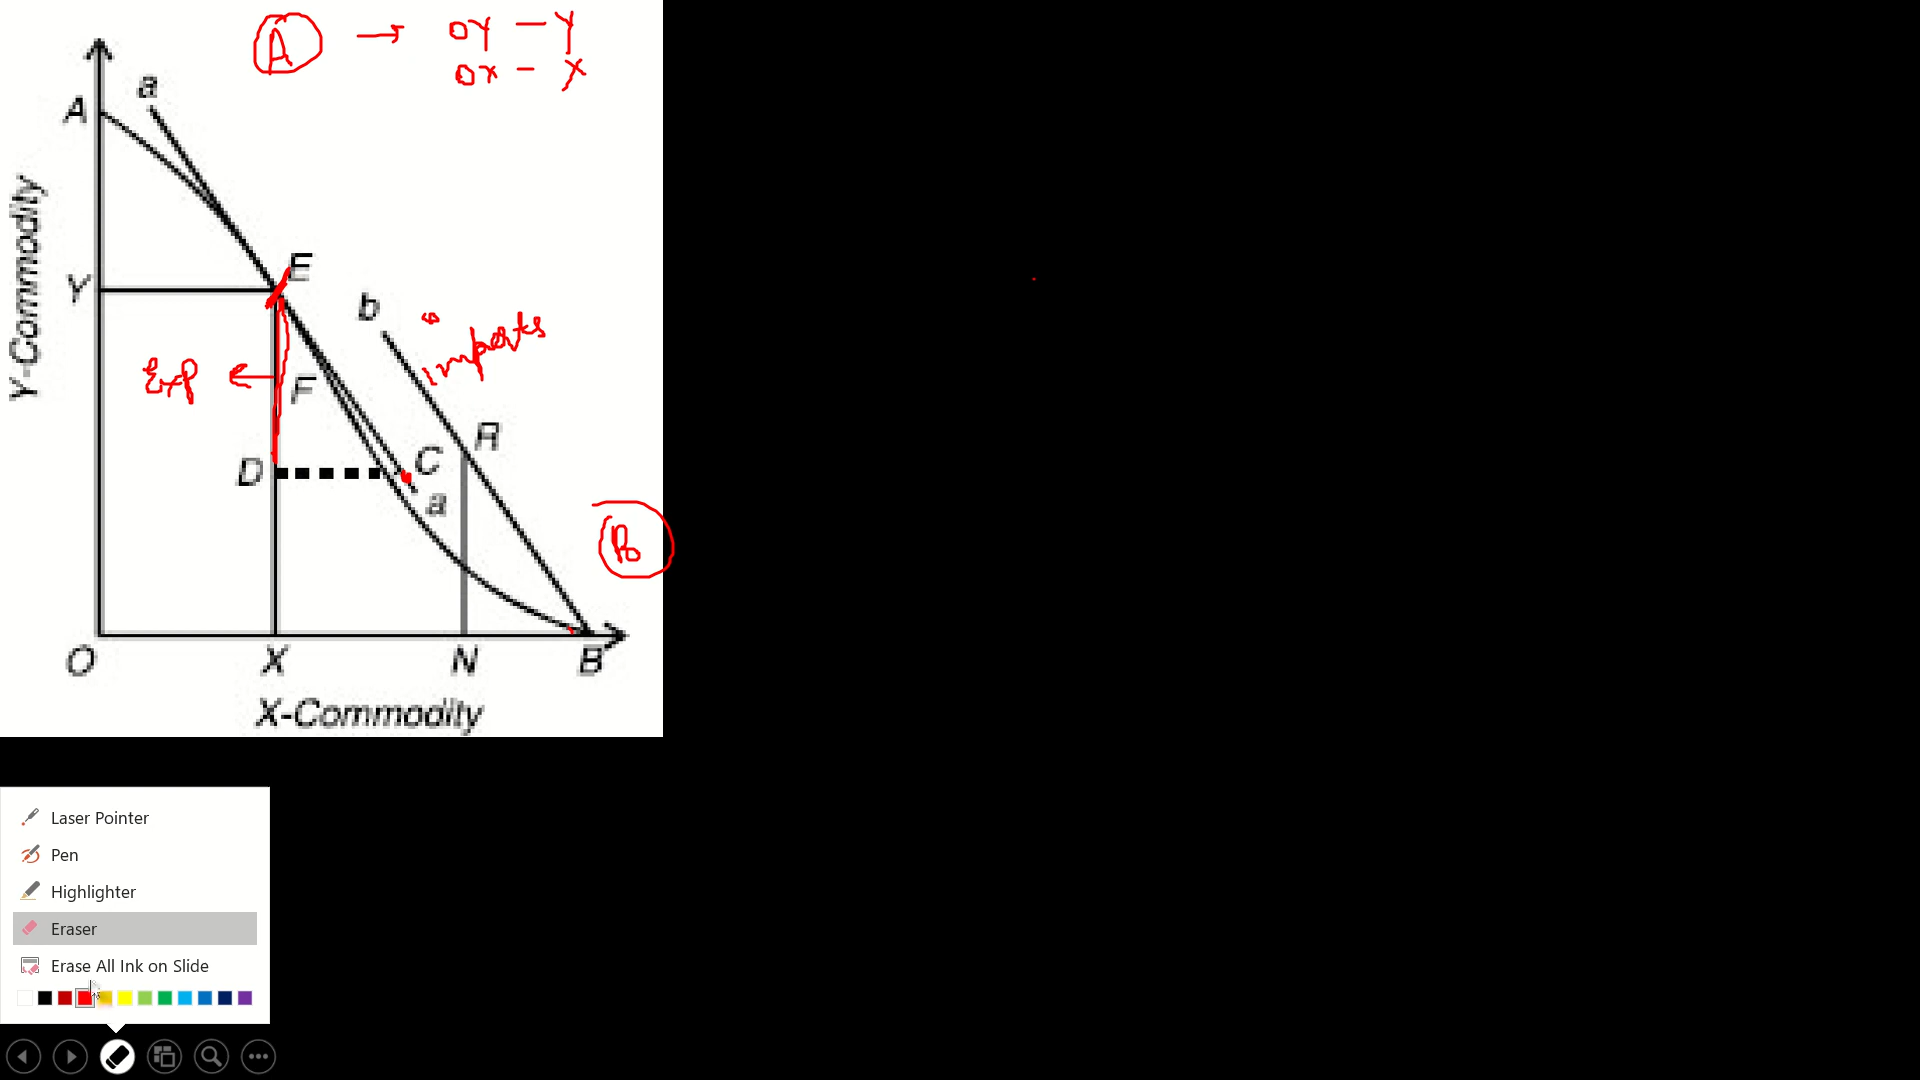 A → OY - Y
OX - X
a
A
E
Y
b
imports
Exp ←
F
R
D
C
a
B
O
X
N
B
Y-Commodity
X-Commodity
Laser Pointer
Pen
Highlighter
Eraser
Erase All Ink on Slide